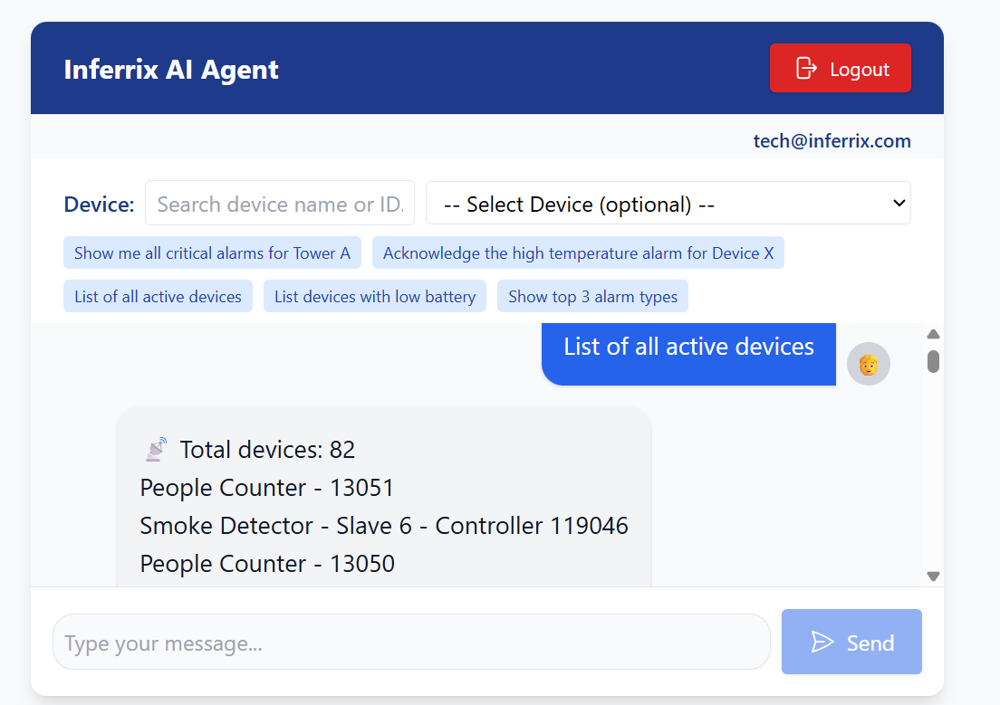 Inferrix AI Agent
Logout
tech@inferrix.com
Device:
Search device name or ID.
-- Select Device (optional) --
Show me all critical alarms for Tower A
Acknowledge the high temperature alarm for Device X
List of all active devices
List devices with low battery
Show top 3 alarm types
List of all active devices
Total devices: 82
People Counter - 13051
Smoke Detector - Slave 6 - Controller 119046
People Counter - 13050
Type your message...
Send